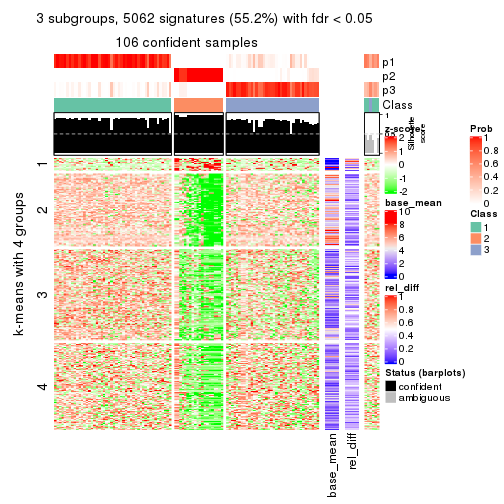 3 subgroups, 5062 signatures (55.2%) with fdr < 0.05
106 confident samples
p1
p2
p3
Class
1
0
Silhouette
score
z-score
2
1
0
-1
-2
Prob
1
0.8
0.6
0.4
0.2
0
base_mean
10
8
6
4
2
0
Class
1
2
3
rel_diff
1
0.8
0.6
0.4
0.2
0
Status (barplots)
confident
ambiguous
k-means with 4 groups
1
2
3
4
base_mean
rel_diff